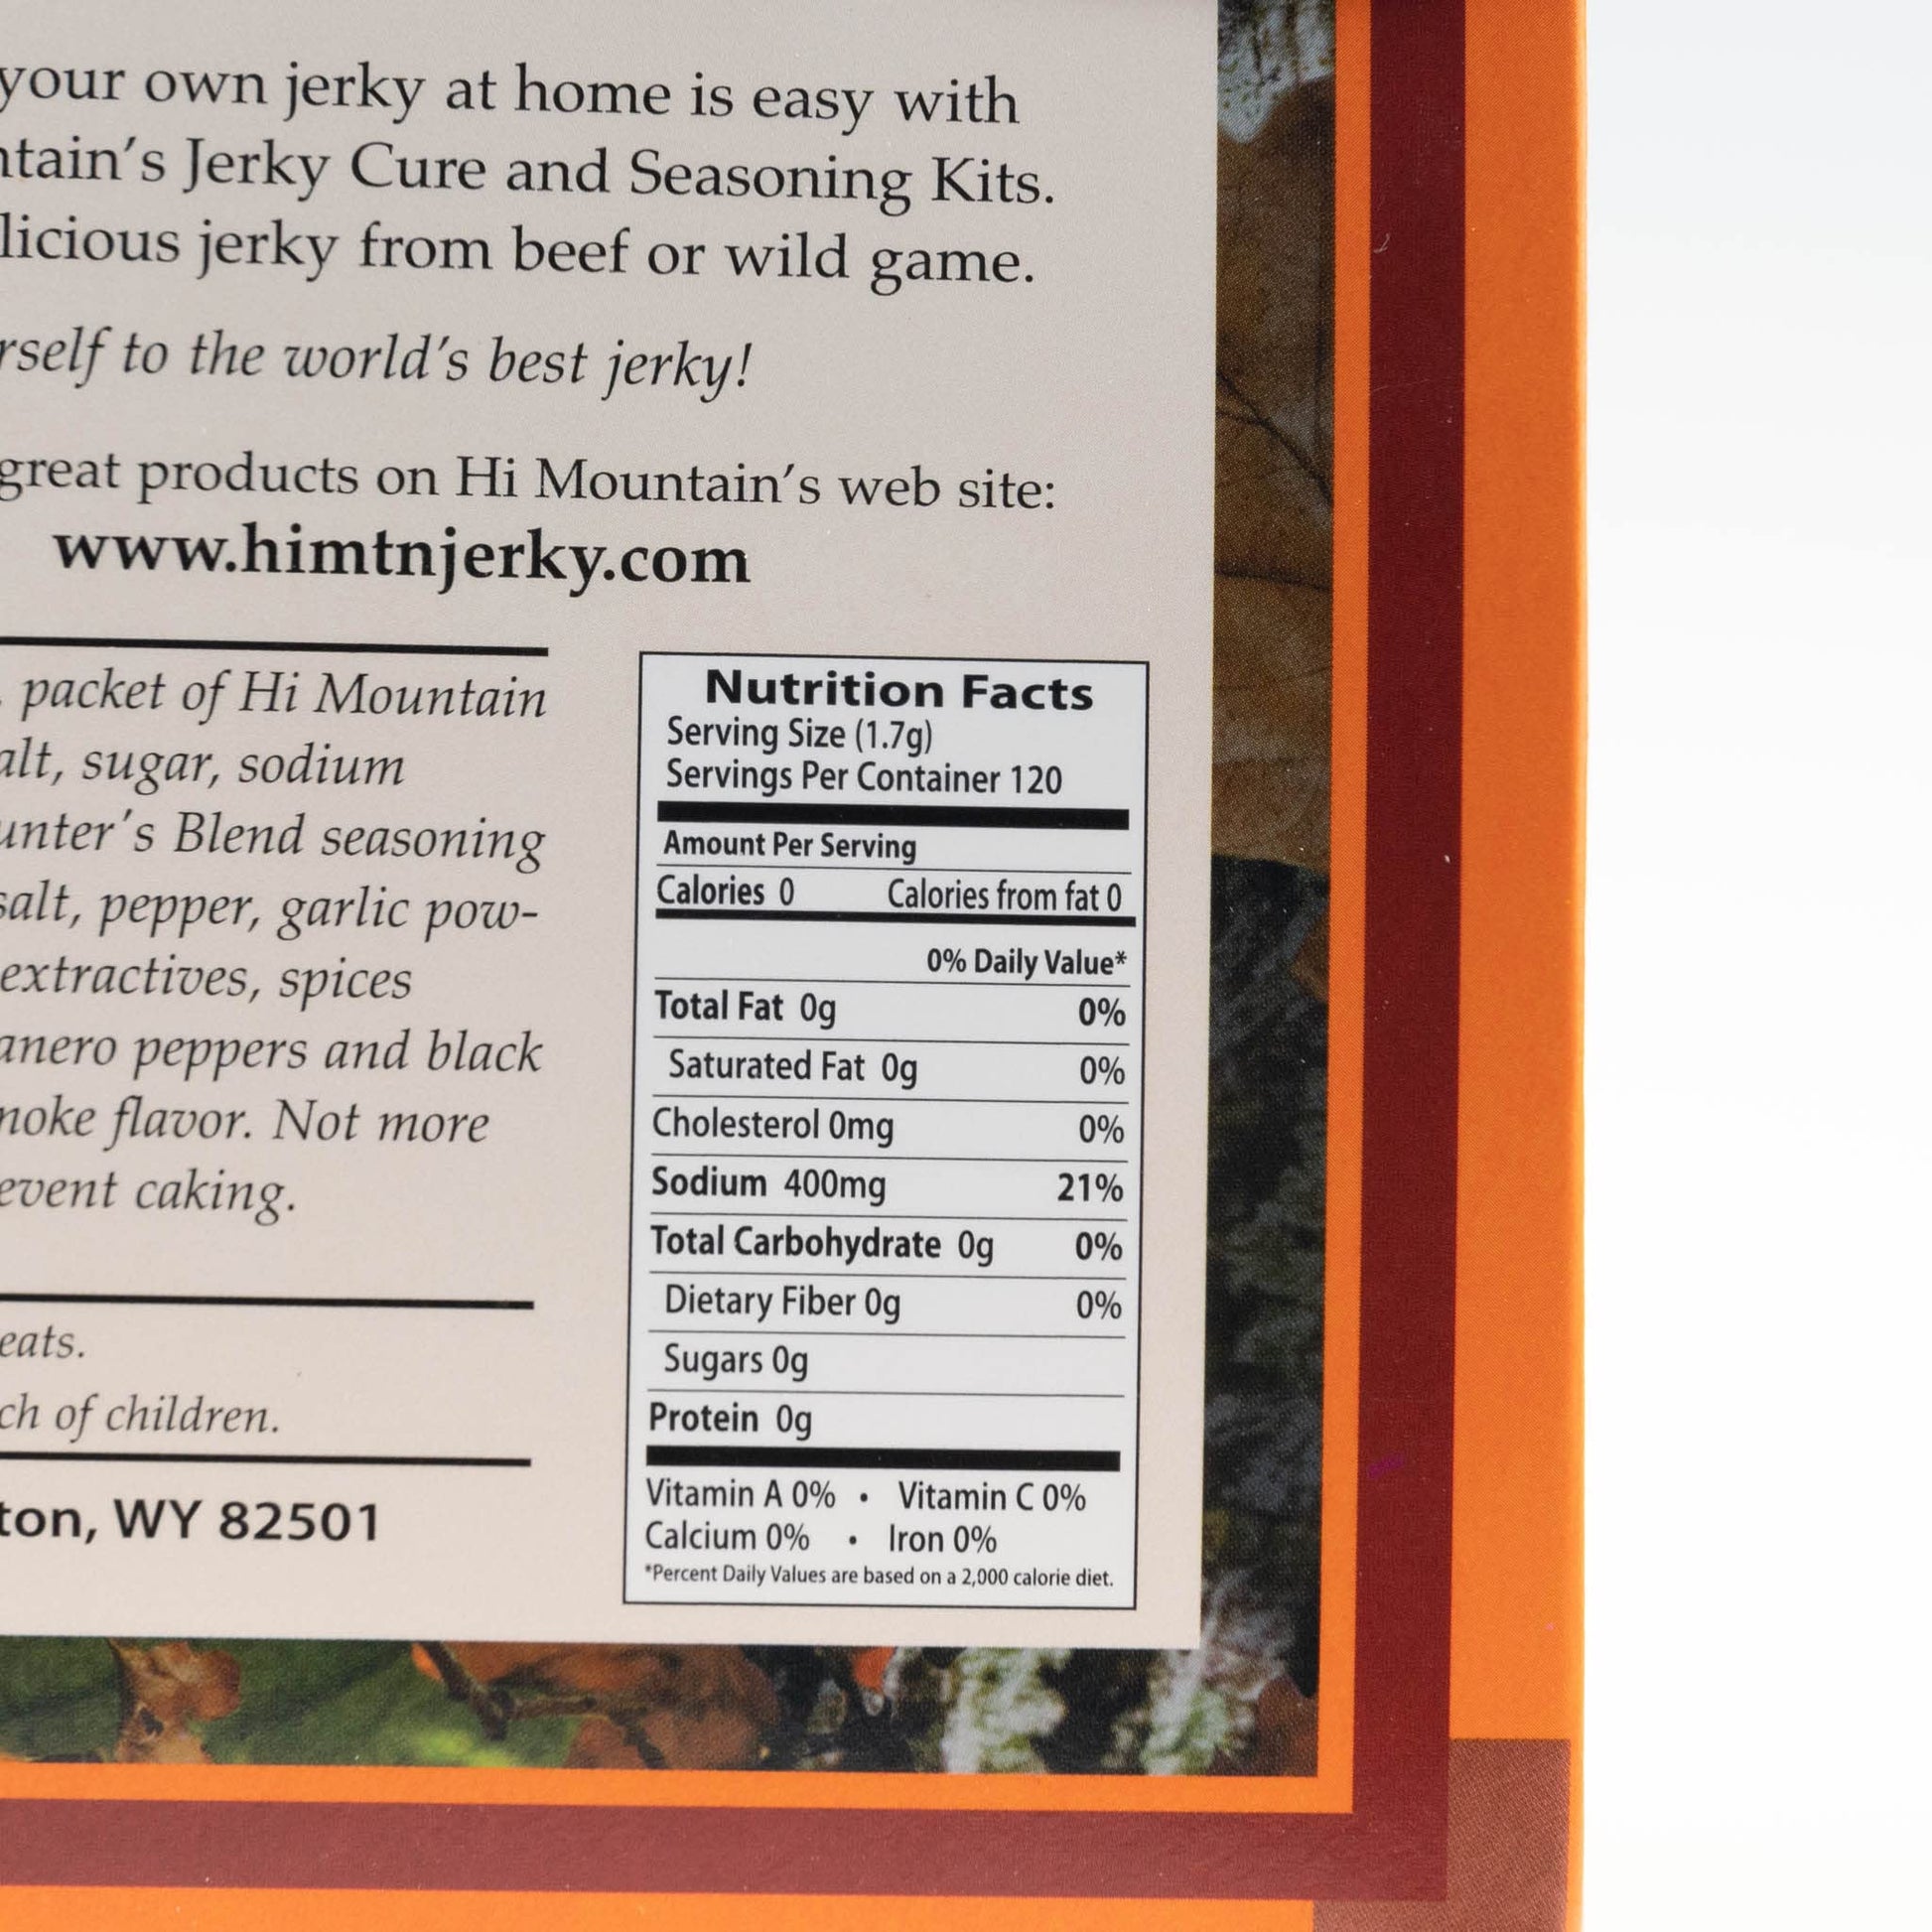 your own jerky at home is easy with
ntain's Jerky Cure and Seasoning Kits.
licious jerky from beef or wild game.
rself to the world's best jerky!
great products on Hi Mountain's web site:
www.himtnjerky.com
packet of Hi Mountain
alt, sugar, sodium
unter's Blend seasoning
salt, pepper, garlic pow-
extractives, spices
anero peppers and black
moke flavor. Not more
event caking.
eats.
ch of children.
ton, WY 82501
Nutrition Facts
Serving Size (1.7g)
Servings Per Container 120
Amount Per Serving
Calories 0 Calories from fat 0
0% Daily Value*
Total Fat 0g 0%
Saturated Fat 0g 0%
Cholesterol 0mg 0%
Sodium 400mg 21%
Total Carbohydrate 0g 0%
Dietary Fiber 0g 0%
Sugars 0g
Protein 0g
Vitamin A 0% • Vitamin C 0%
Calcium 0% • Iron 0%
*Percent Daily Values are based on a 2,000 calorie diet.